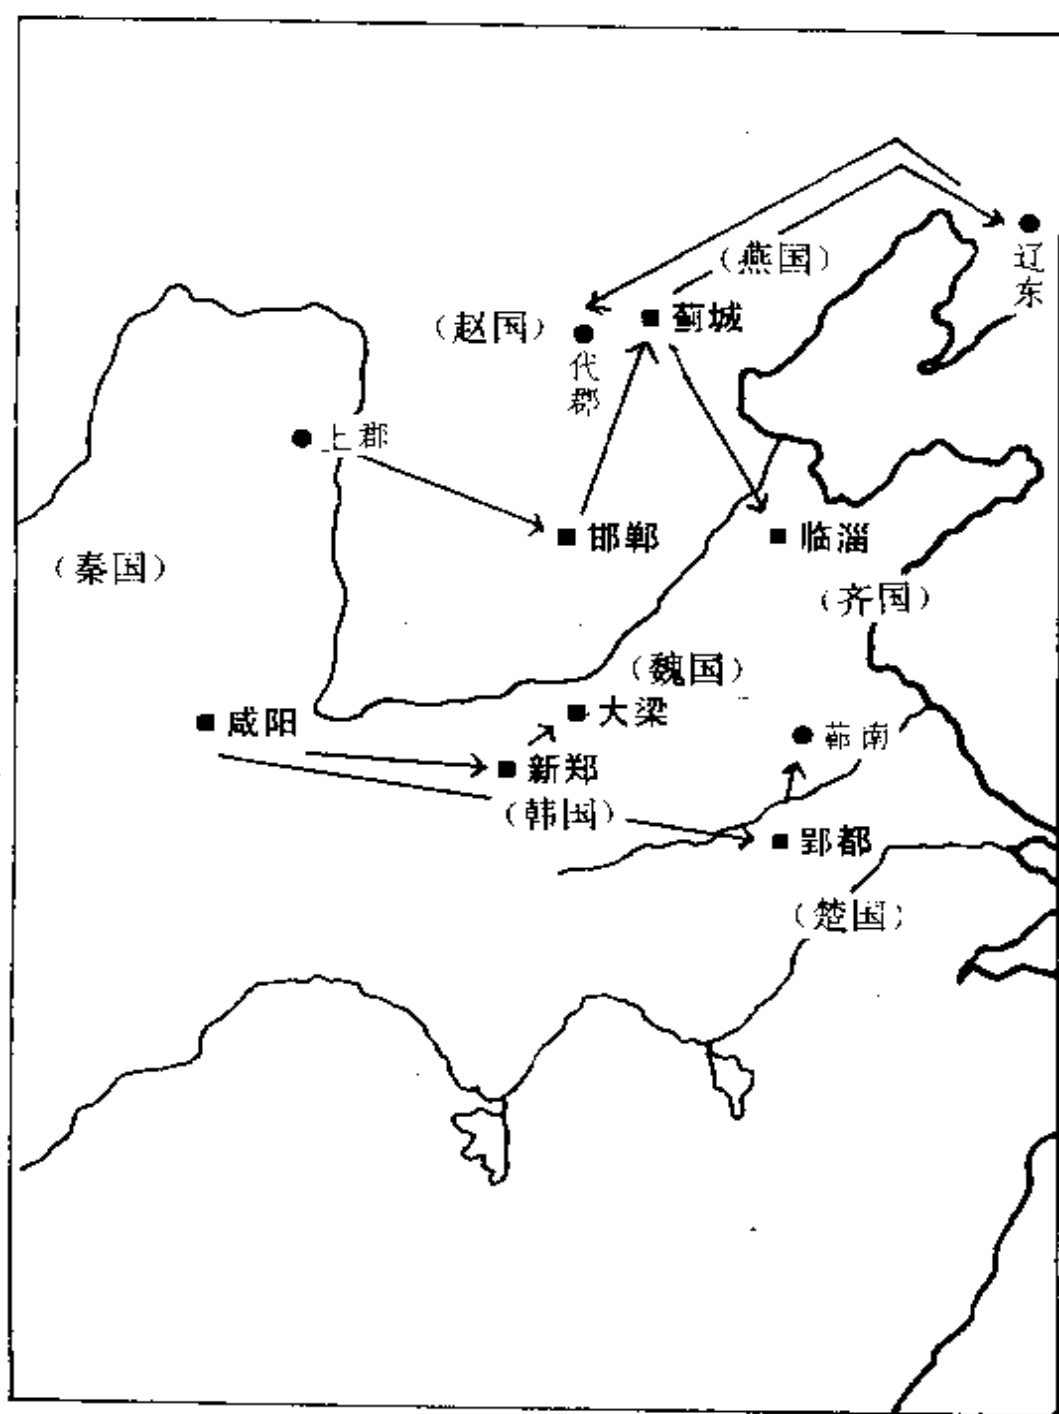 （燕国）
辽东
（赵国）
蓟城
代郡
上郡
邯郸
临淄
（秦国）
（齐国）
（魏国）
咸阳
大梁
蕲南
新郑
（韩国）
郢都
（楚国）